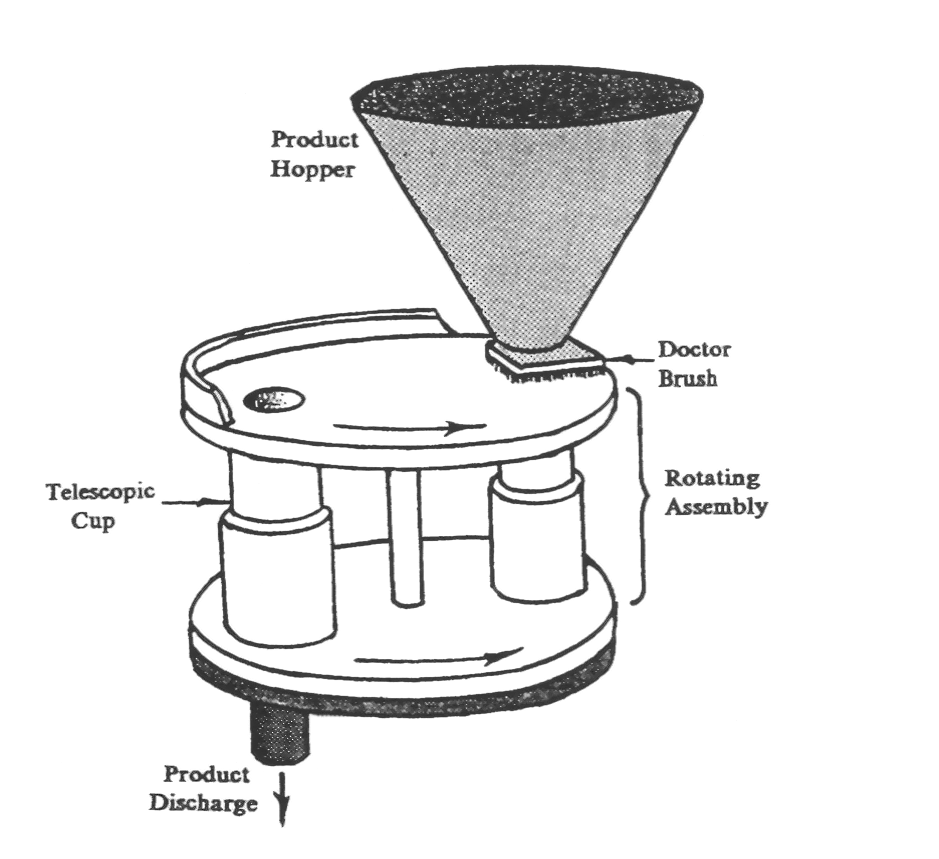 Product
Hopper
Doctor
Brush
Telescopic
Cup
Rotating
Assembly
Product
Discharge